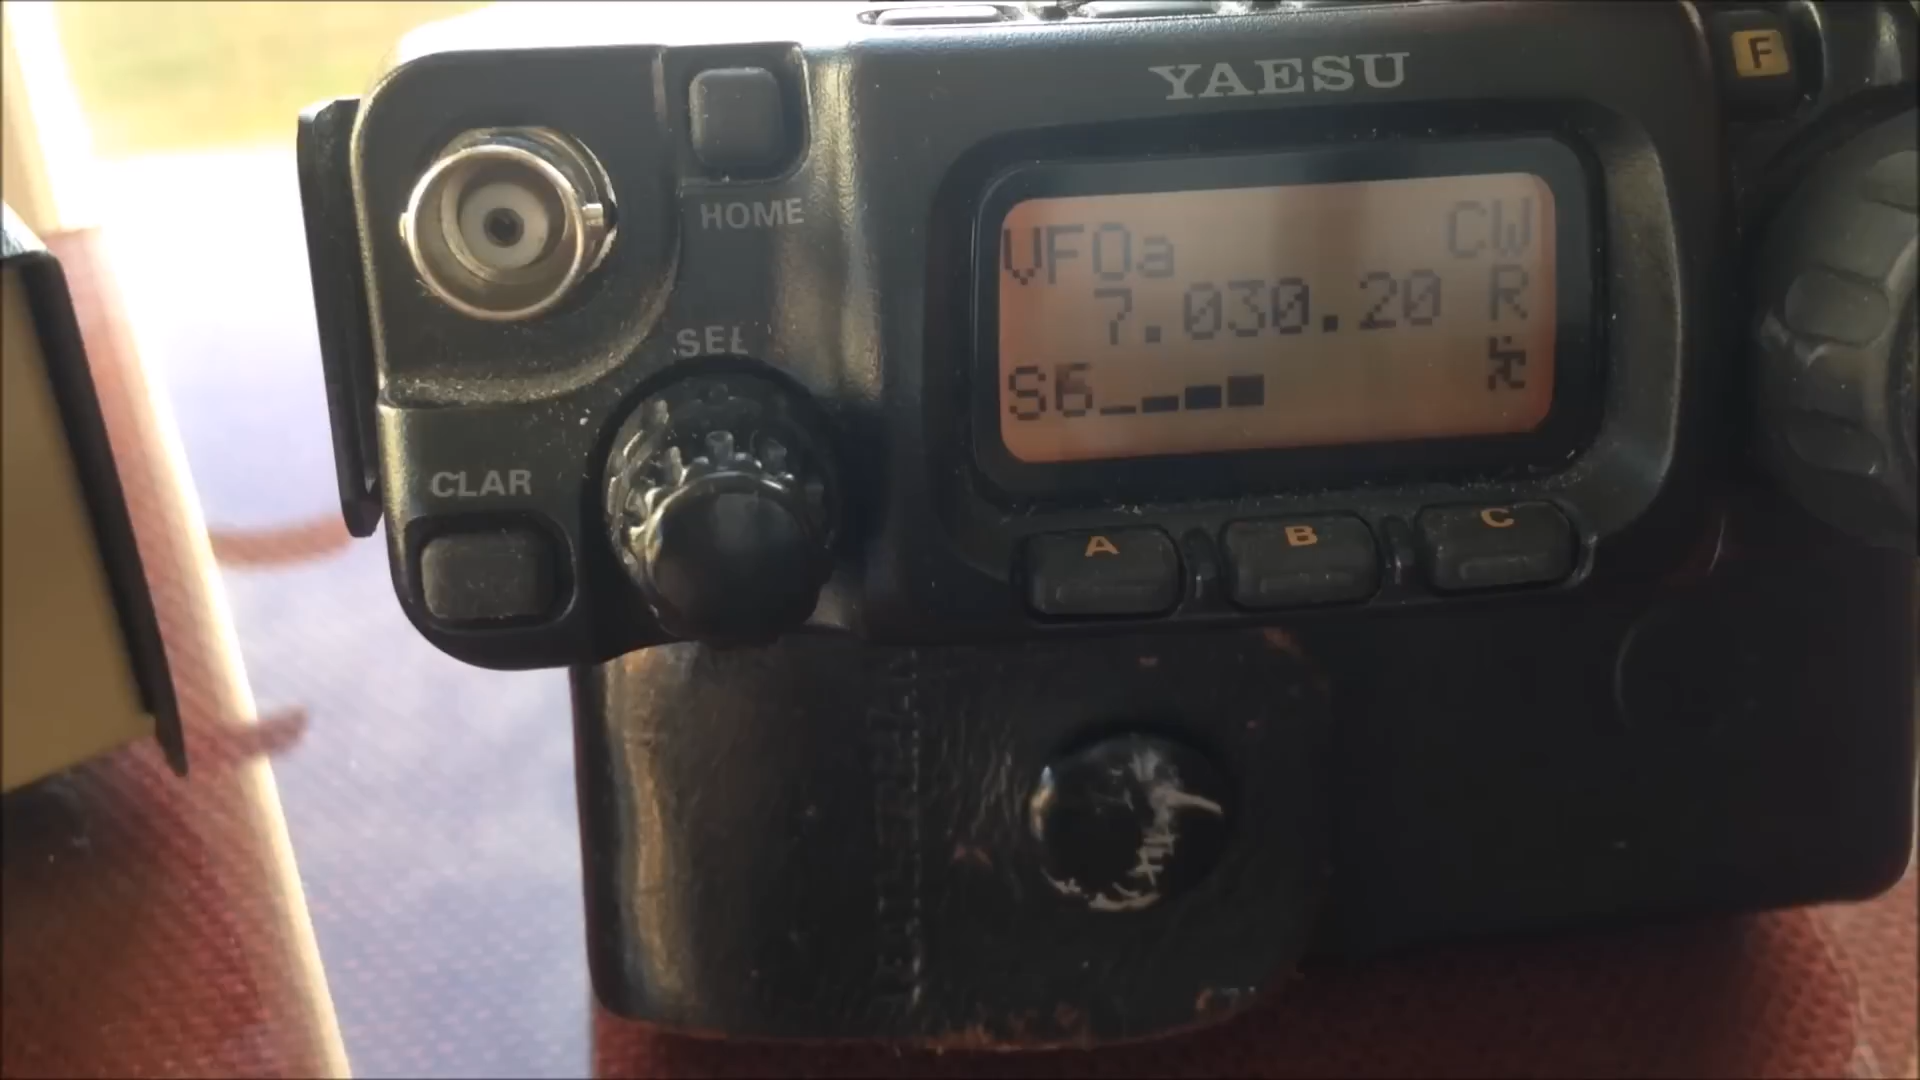 YAESU
F
HOME
VFOa CW
7.030.20 R
S6
SEL
CLAR
A B C